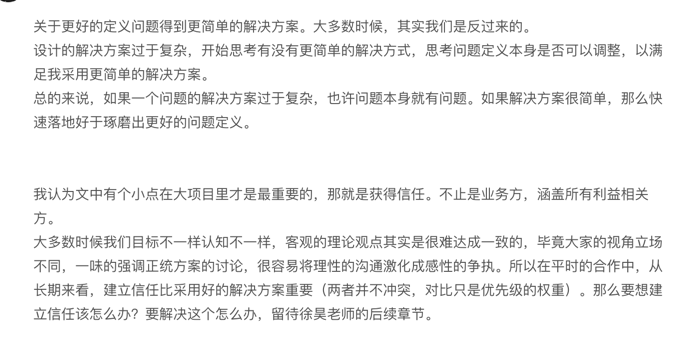 关于更好的定义问题得到更简单的解决方案。大多数时候，其实我们是反过来的。
设计的解决方案过于复杂，开始思考有没有更简单的解决方式，思考问题定义本身是否可以调整，以满
足我采用更简单的解决方案。
总的来说，如果一个问题的解决方案过于复杂，也许问题本身就有问题。如果解决方案很简单，那么快
速落地好于琢磨出更好的问题定义。
我认为文中有个小点在大项目里才是最重要的，那就是获得信任。不止是业务方，涵盖所有利益相关
方。
大多数时候我们目标不一样认知不一样，客观的理论观点其实是很难达成一致的，毕竟大家的视角立场
不同，一味的强调正统方案的讨论，很容易将理性的沟通激化成感性的争执。所以在平时的合作中，从
长期来看，建立信任比采用好的解决方案重要（两者并不冲突，对比只是优先级的权重）。那么要想建
立信任该怎么办？要解决这个怎么办，留待徐昊老师的后续章节。